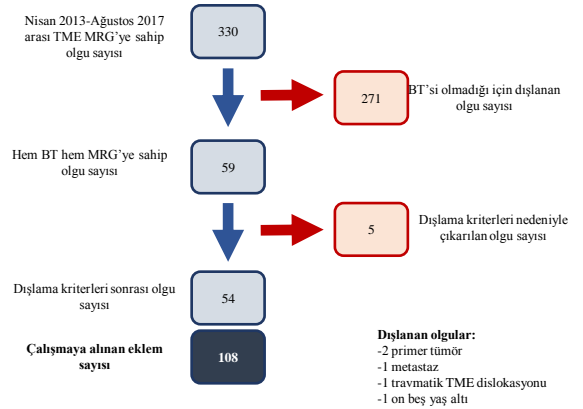 Nisan 2013-Ağustos 2017
arası TME MRG'ye sahip
olgu sayısı
330
271
BT'si olmadığı için dışlanan
olgu sayısı
Hem BT hem MRG'ye sahip
olgu sayısı
59
5
Dışlama kriterleri nedeniyle
çıkarılan olgu sayısı
Dışlama kriterleri sonrası olgu
sayısı
54
Çalışmaya alınan eklem
sayısı
108
Dışlanan olgular:
-2 primer tümör
-1 metastaz
-1 travmatik TME dislokasyonu
-1 on beş yaş altı